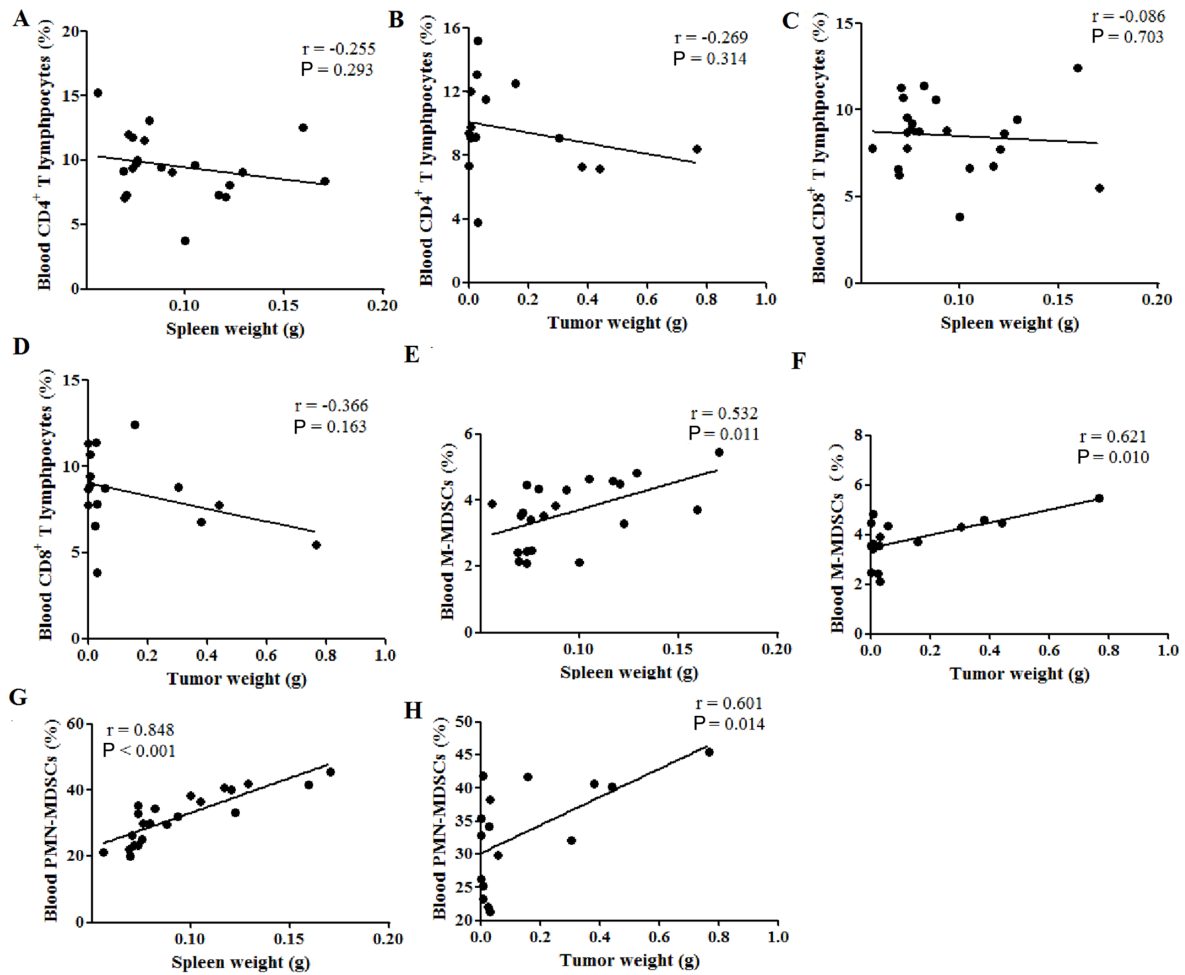 A
Blood CD4+ T lymphpocytes (%)
20
15
10
5
0
r = -0.255
P = 0.293
0.10
0.15
0.20
Spleen weight (g)
B
Blood CD4+ T lymphpocytes (%)
16
12
8
4
0
r = -0.269
P = 0.314
0.0
0.2
0.4
0.6
0.8
1.0
Tumor weight (g)
C
Blood CD8+ T lymphpocytes (%)
15
10
5
0
r = -0.086
P = 0.703
0.10
0.15
0.20
Spleen weight (g)
D
Blood CD8+ T lymphpocytes (%)
15
10
5
0
r = -0.366
P = 0.163
0.0
0.2
0.4
0.6
0.8
1.0
Tumor weight (g)
E
Blood M-MDSCs (%)
6
4
2
0
r = 0.532
P = 0.011
0.10
0.15
0.20
Spleen weight (g)
F
Blood M-MDSCs (%)
8
6
4
2
0
r = 0.621
P = 0.010
0.0
0.2
0.4
0.6
0.8
1.0
Tumor weight (g)
G
Blood PMN-MDSCs (%)
60
40
20
0
r = 0.848
P < 0.001
0.10
0.15
0.20
Spleen weight (g)
H
Blood PMN-MDSCs (%)
50
45
40
35
30
25
20
r = 0.601
P = 0.014
0.0
0.2
0.4
0.6
0.8
1.0
Tumor weight (g)